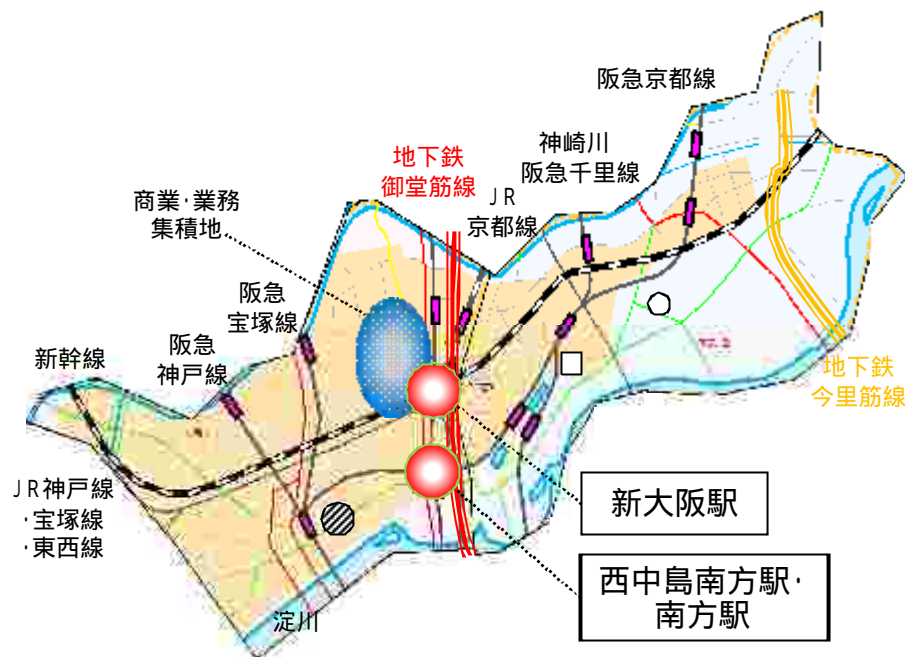 阪急京都線
神崎川
阪急千里線
地下鉄
御堂筋線
JR
京都線
商業・業務
集積地
阪急
宝塚線
阪急
神戸線
新幹線
地下鉄
今里筋線
JR神戸線
・宝塚線
・東西線
新大阪駅
西中島南方駅・
南方駅
淀川